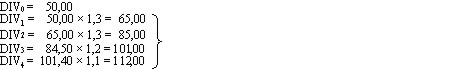 DIV₀ = 50,00
DIV₁ = 50,00 × 1,3 = 65,00
DIV₂ = 65,00 × 1,3 = 85,00
DIV₃ = 84,50 × 1,2 = 101,00
DIV₄ = 101,40 × 1,1 = 112,00